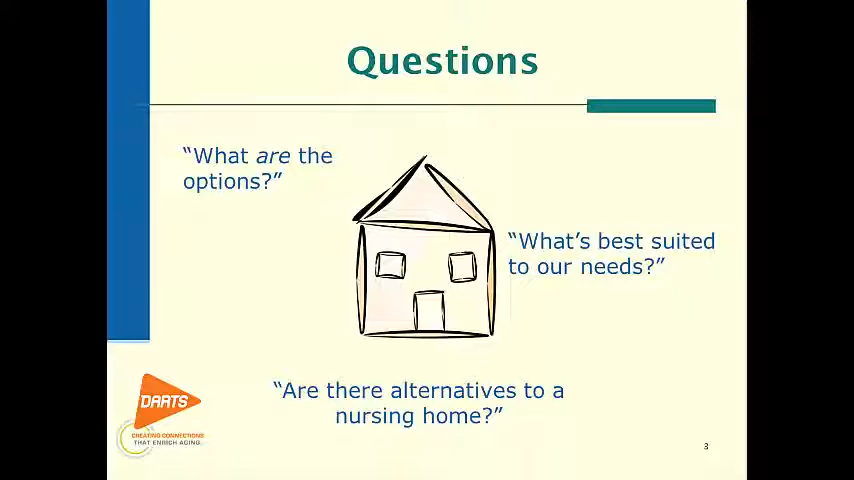 Questions
“What are the
options?”
“What’s best suited
to our needs?”
“Are there alternatives to a
nursing home?”
DARTS
CREATING CONNECTIONS
THAT ENRICH AGING.
3